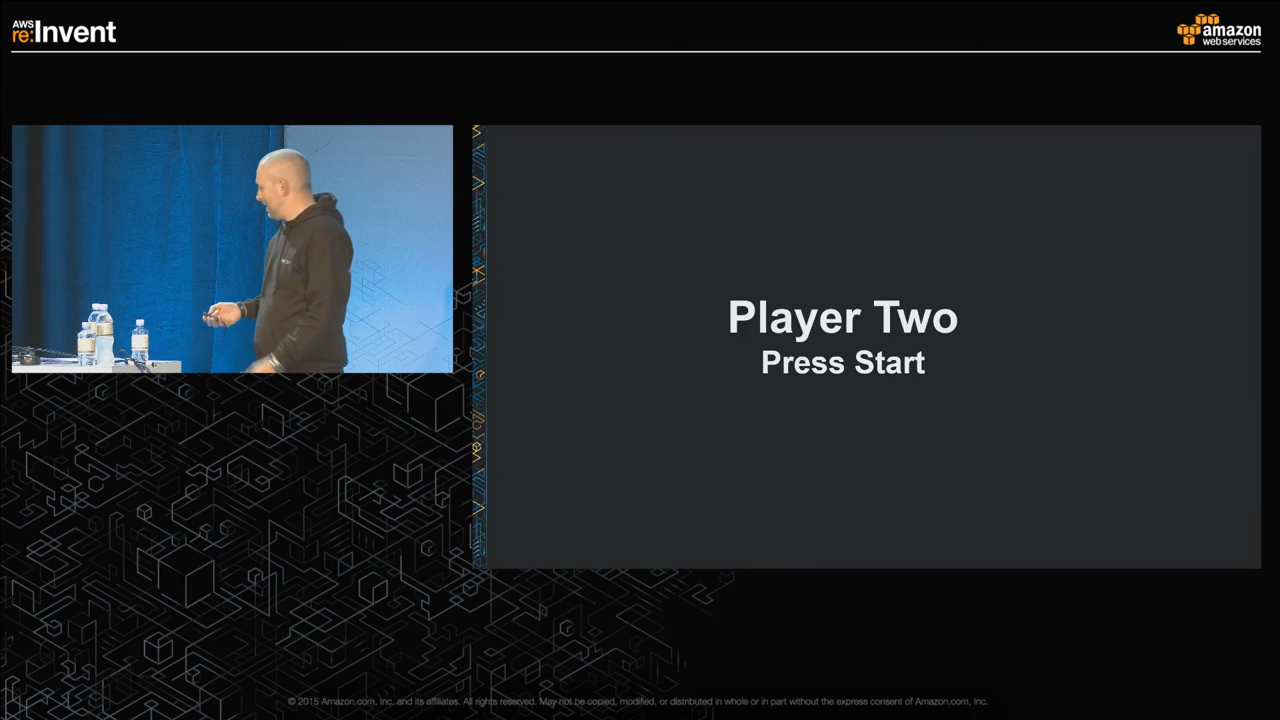 AWS
re:Invent
amazon
web services
Player Two
Press Start
© 2015 Amazon.com, Inc. and its affiliates. All rights reserved. May not be copied, modified, or distributed in whole or in part without the express consent of Amazon.com, Inc.